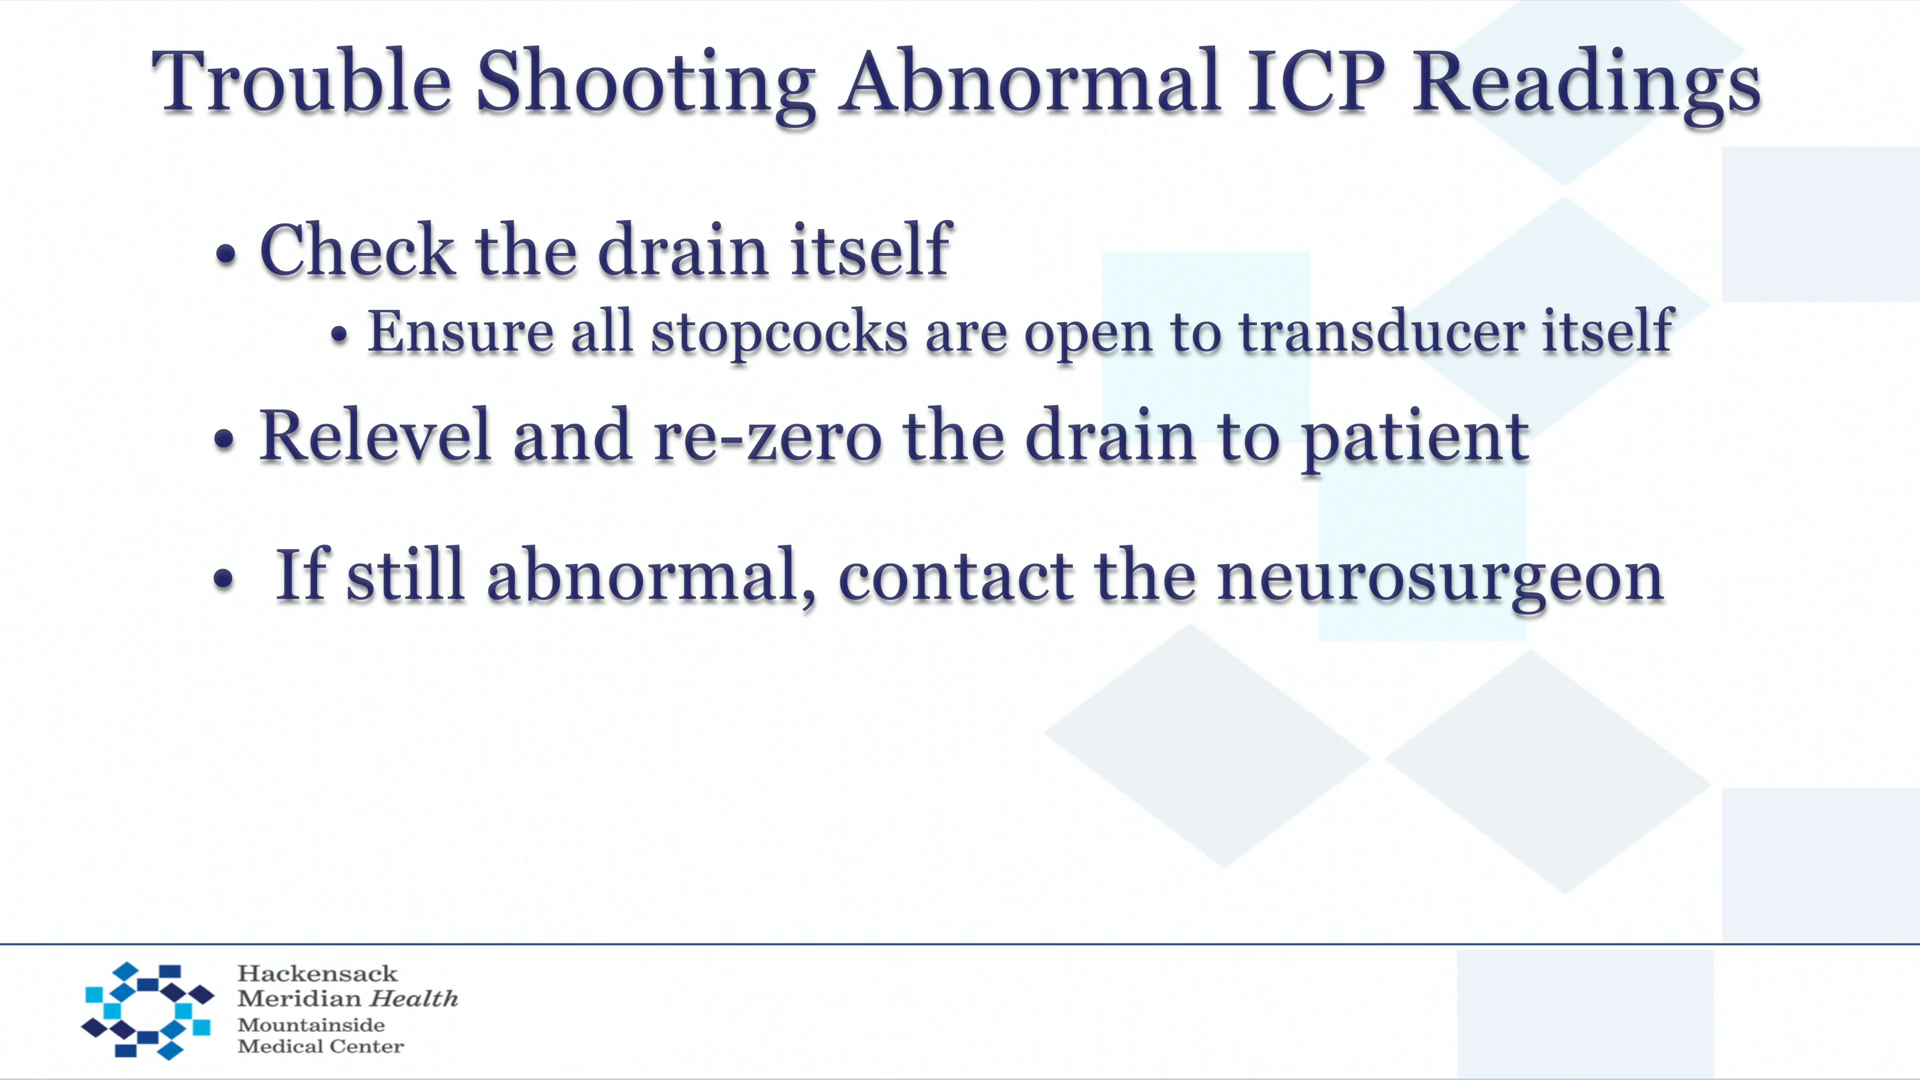 Trouble Shooting Abnormal ICP Readings
• Check the drain itself
• Ensure all stopcocks are open to transducer itself
• Relevel and re-zero the drain to patient
• If still abnormal, contact the neurosurgeon
Hackensack
Meridian Health
Mountainside
Medical Center